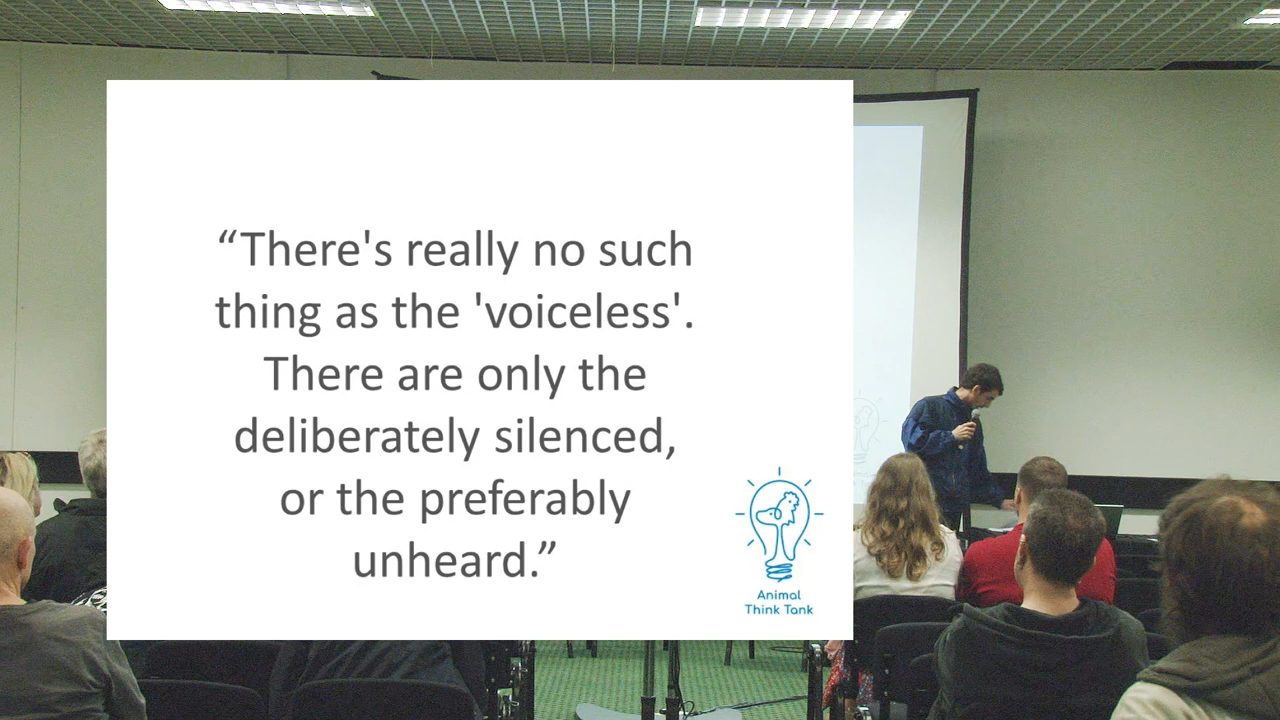 “There's really no such
thing as the 'voiceless'.
There are only the
deliberately silenced,
or the preferably
unheard.”
Animal
Think Tank